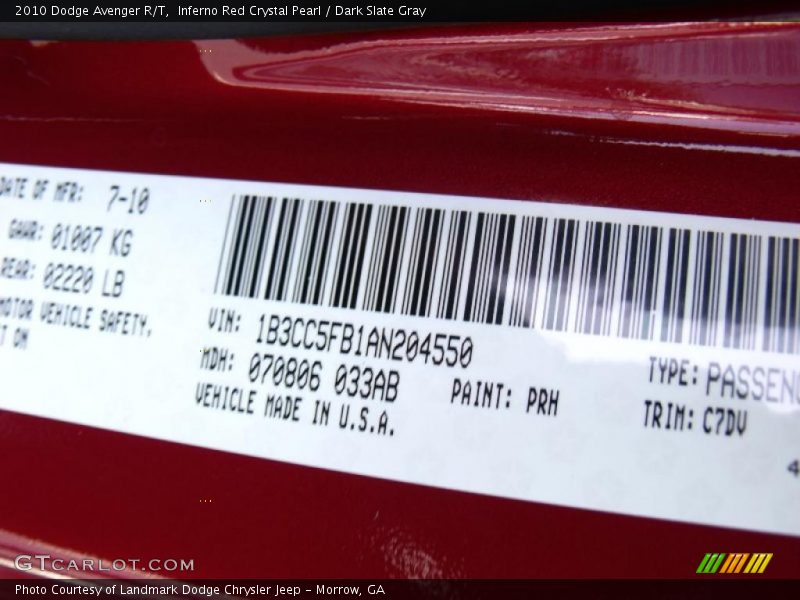 2010 Dodge Avenger R/T,  Inferno Red Crystal Pearl / Dark Slate Gray
DATE OF MFR: 7-10
GAWR: 01007 KG
REAR: 02220 LB
MOTOR VEHICLE SAFETY,
ON
VIN: 1B3CC5FB1AN204550
MDH: 070806 033AB
VEHICLE MADE IN U.S.A.
PAINT: PRH
TYPE: PASSEN
TRIM: C7DV
4
GTCARLOT.COM
Photo Courtesy of Landmark Dodge Chrysler Jeep - Morrow, GA